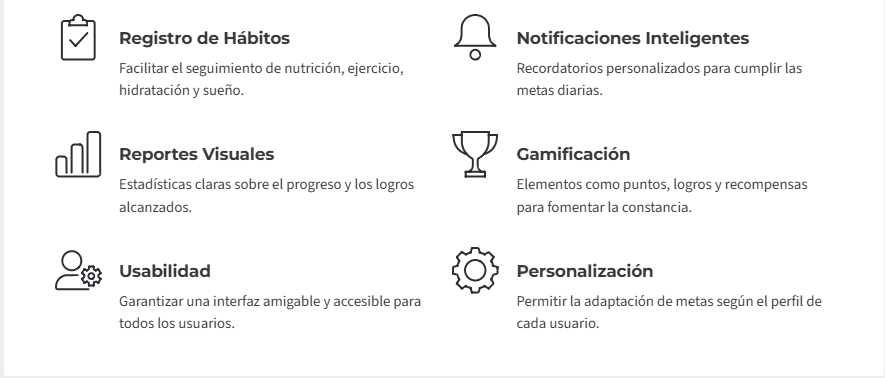 Registro de Hábitos
Facilitar el seguimiento de nutrición, ejercicio,
hidratación y sueño.
Notificaciones Inteligentes
Recordatorios personalizados para cumplir las
metas diarias.
Reportes Visuales
Estadísticas claras sobre el progreso y los logros
alcanzados.
Gamificación
Elementos como puntos, logros y recompensas
para fomentar la constancia.
Usabilidad
Garantizar una interfaz amigable y accesible para
todos los usuarios.
Personalización
Permitir la adaptación de metas según el perfil de
cada usuario.